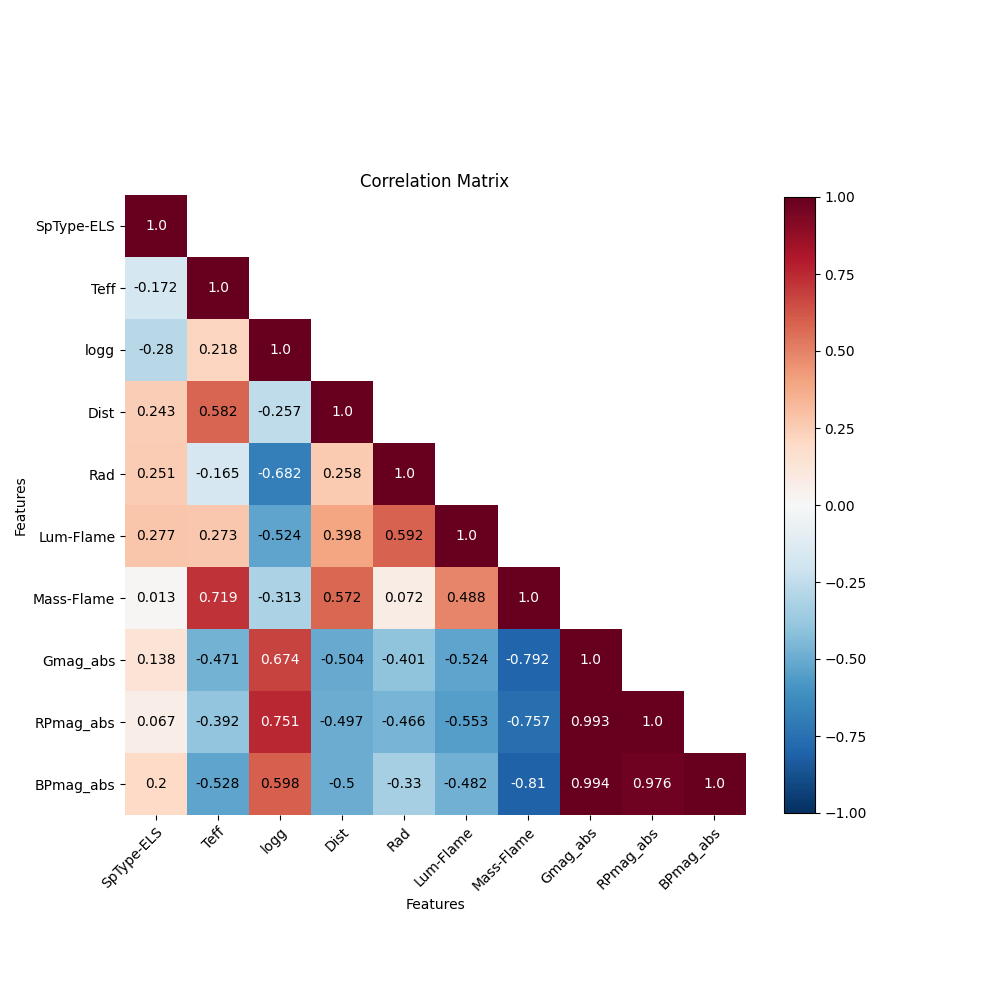 Correlation Matrix
SpType-ELS 1.0
Teff -0.172 1.0
logg -0.28 0.218 1.0
Dist 0.243 0.582 -0.257 1.0
Rad 0.251 -0.165 -0.682 0.258 1.0
Lum-Flame 0.277 0.273 -0.524 0.398 0.592 1.0
Mass-Flame 0.013 0.719 -0.313 0.572 0.072 0.488 1.0
Gmag_abs 0.138 -0.471 0.674 -0.504 -0.401 -0.524 -0.792 1.0
RPmag_abs 0.067 -0.392 0.751 -0.497 -0.466 -0.553 -0.757 0.993 1.0
BPmag_abs 0.2 -0.528 0.598 -0.5 -0.33 -0.482 -0.81 0.994 0.976 1.0
SpType-ELS Teff logg Dist Rad Lum-Flame Mass-Flame Gmag_abs RPmag_abs BPmag_abs
Features
Features
1.00
0.75
0.50
0.25
0.00
−0.25
−0.50
−0.75
−1.00